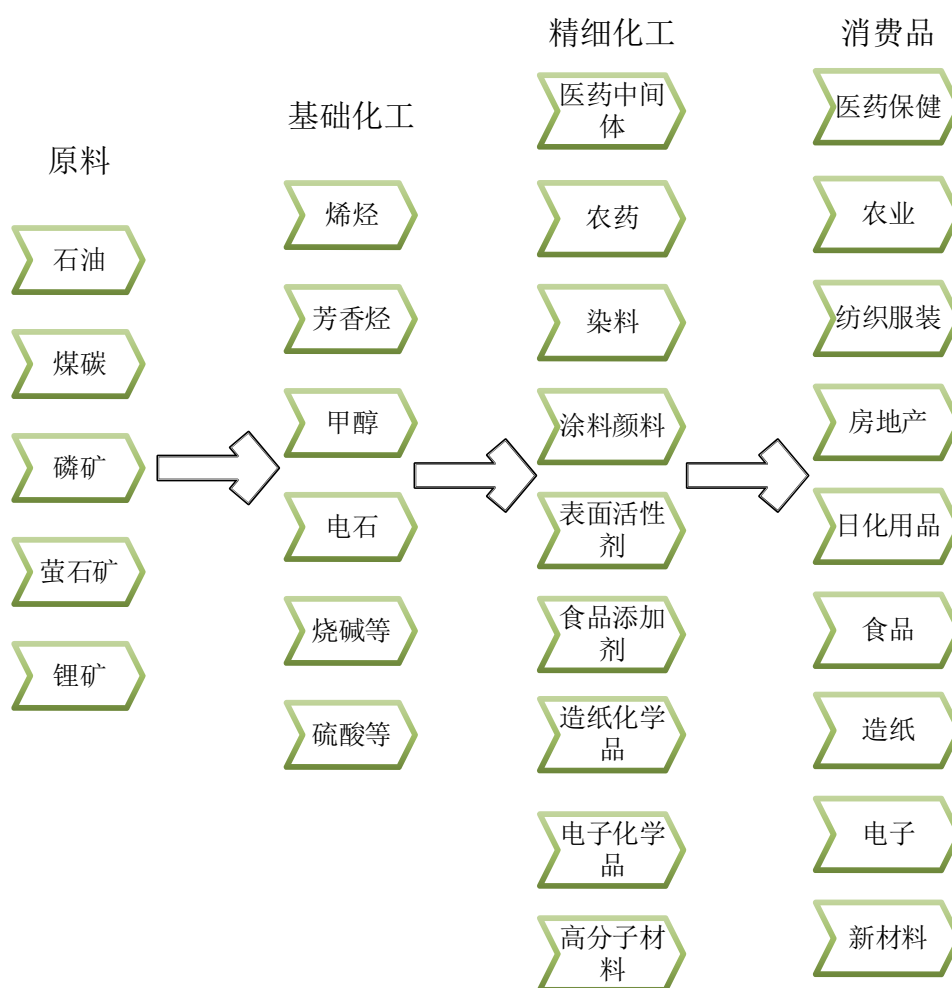 原料
石油
煤碳
磷矿
萤石矿
锂矿
基础化工
烯烃
芳香烃
甲醇
电石
烧碱等
硫酸等
精细化工
医药中间
体
农药
染料
涂料颜料
表面活性
剂
食品添加
剂
造纸化学
品
电子化学
品
高分子材
料
消费品
医药保健
农业
纺织服装
房地产
日化用品
食品
造纸
电子
新材料